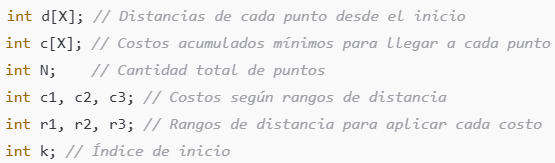 int d[X]; // Distancias de cada punto desde el inicio
int c[X]; // Costos acumulados mínimos para llegar a cada punto
int N;    // Cantidad total de puntos
int c1, c2, c3; // Costos según rangos de distancia
int r1, r2, r3; // Rangos de distancia para aplicar cada costo
int k; // Índice de inicio